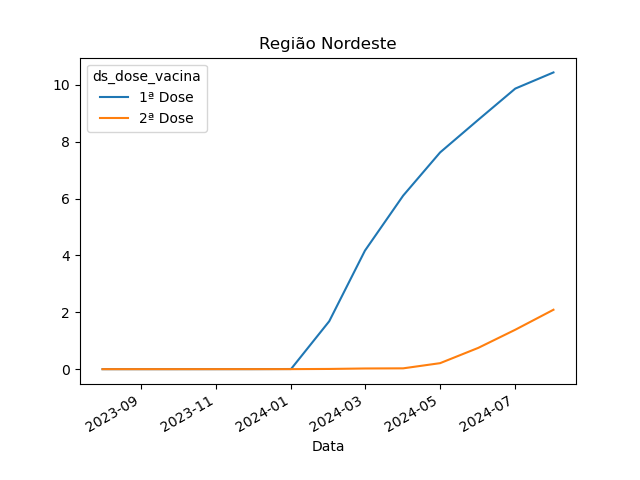 Região Nordeste
ds_dose_vacina
1ª Dose
2ª Dose
10
8
6
4
2
0
2023-09
2023-11
2024-01
2024-03
2024-05
2024-07
Data